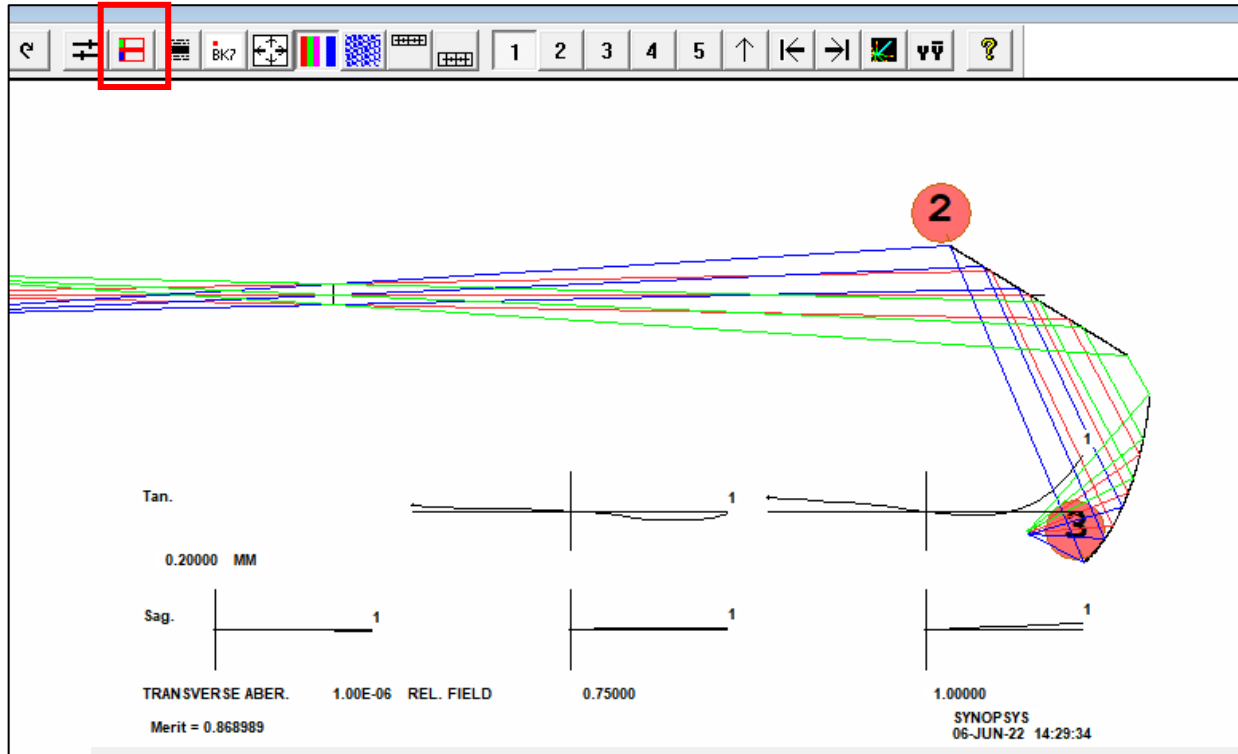 BK7 1 2 3 4 5 YY ?
2
1
3
Tan. 1
0.20000 MM
Sag. 1 1 1
TRANSVERSE ABER. 1.00E-06 REL. FIELD 0.75000 1.00000
Merit = 0.868989
SYNOPSYS
06-JUN-22 14:29:34